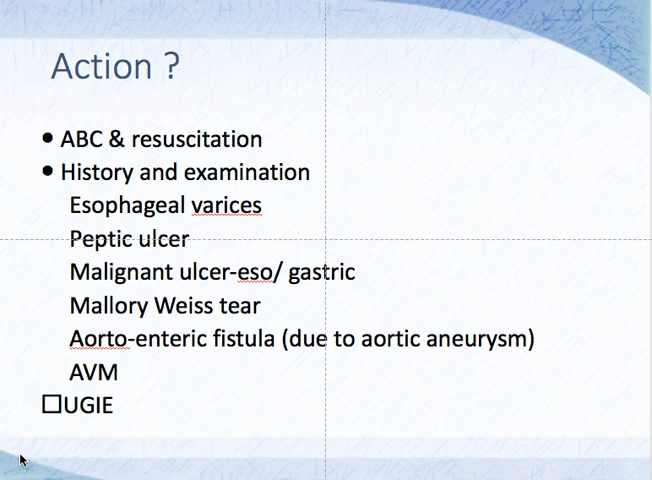 Action ?
• ABC & resuscitation
• History and examination
Esophageal varices
Peptic ulcer
Malignant ulcer-eso/ gastric
Mallory Weiss tear
Aorto-enteric fistula (due to aortic aneurysm)
AVM
☐UGIE